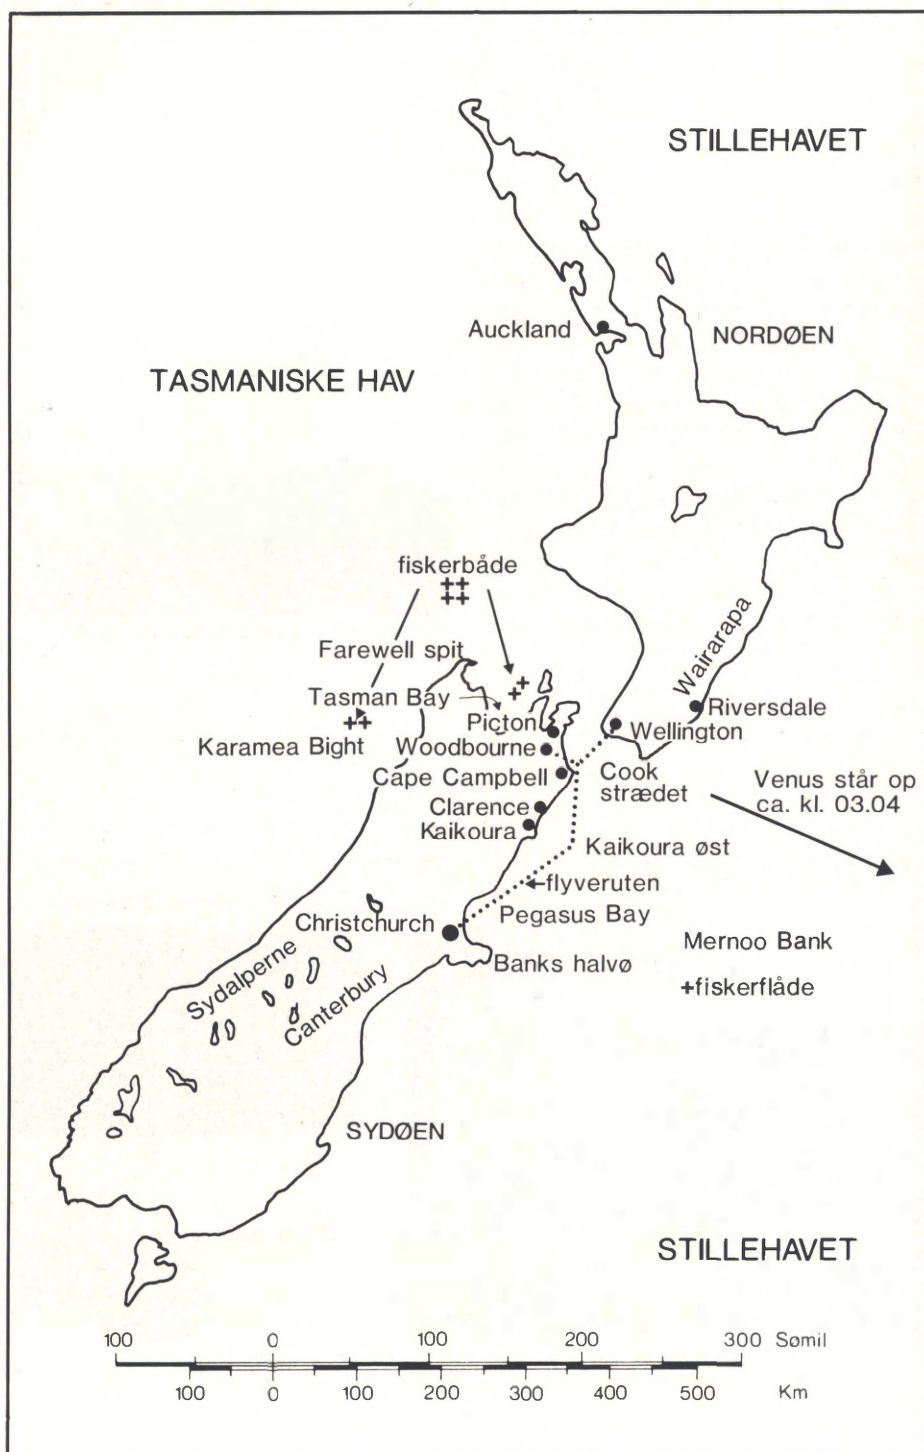 STILLEHAVET
Auckland
NORDØEN
TASMANISKE HAV
fiskerbåde
++
++
Farewell spit
Wairarapa
++
Tasman Bay
Riversdale
Picton
++
Wellington
Karamea Bight
Woodbourne
Cape Campbell
Cook
strædet
Venus står op
ca. kl. 03.04
Clarence
Kaikoura
Kaikoura øst
flyveruten
Pegasus Bay
Christchurch
Mernoo Bank
Banks halvø
Sydalperne
Canterbury
+fiskerflåde
SYDØEN
STILLEHAVET
100 0 100 200 300 Sømil
100 0 100 200 300 400 500 Km